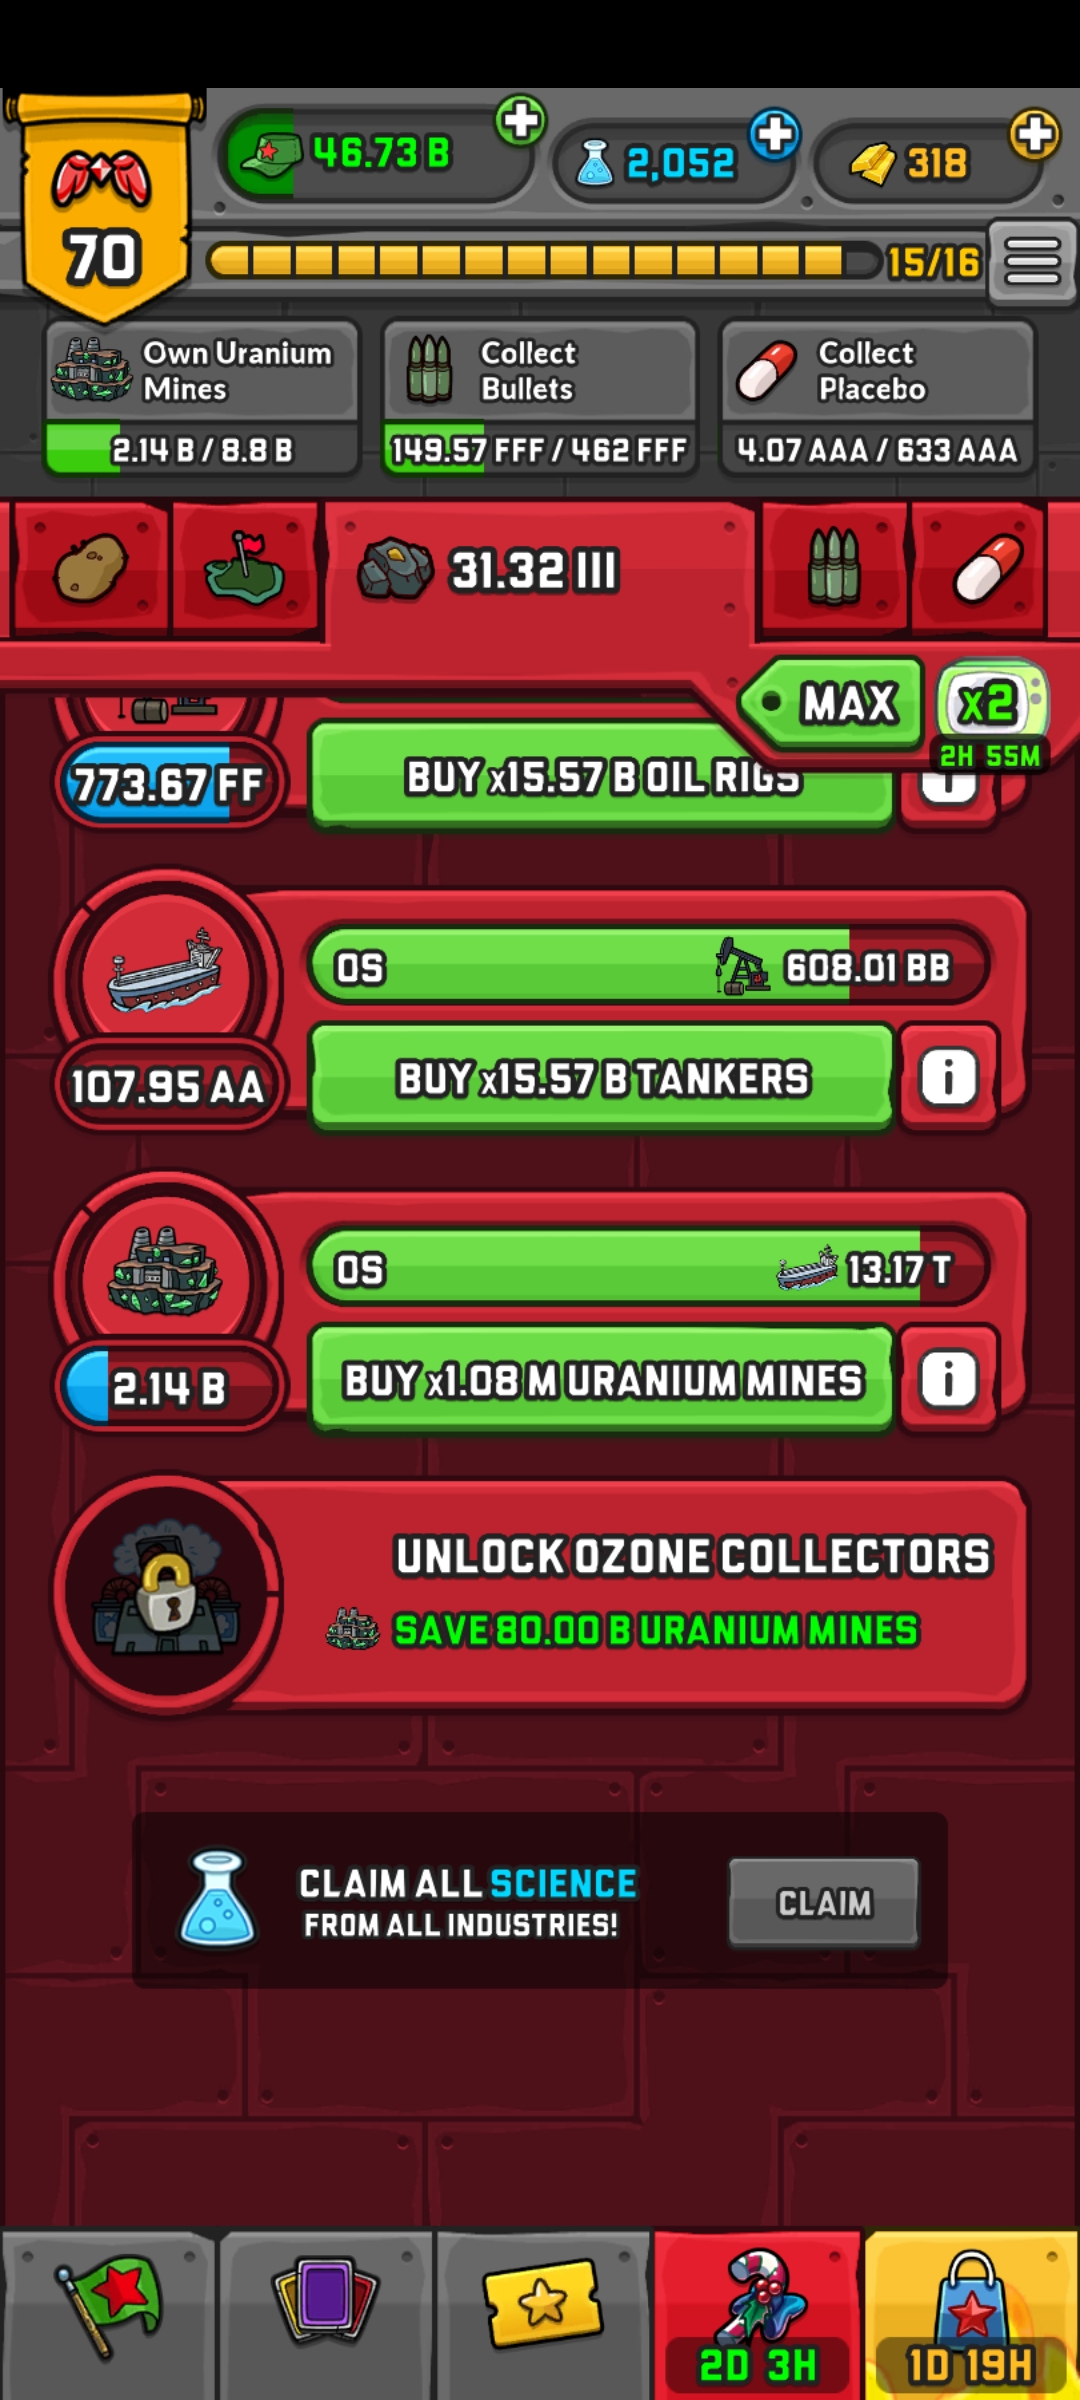 46.73 B
2,052
318
70
15/16
Own Uranium
Mines
2.14 B / 8.8 B
Collect
Bullets
149.57 FFF / 462 FFF
Collect
Placebo
4.07 AAA / 633 AAA
31.32 III
MAX
x2
2H 55M
773.67 FF
BUY x15.57 B OIL RIGS
0S
608.01 BB
107.95 AA
BUY x15.57 B TANKERS
i
0S
13.17 T
2.14 B
BUY x1.08 M URANIUM MINES
i
UNLOCK OZONE COLLECTORS
SAVE 80.00 B URANIUM MINES
CLAIM ALL SCIENCE
FROM ALL INDUSTRIES!
CLAIM
2D 3H
1D 19H